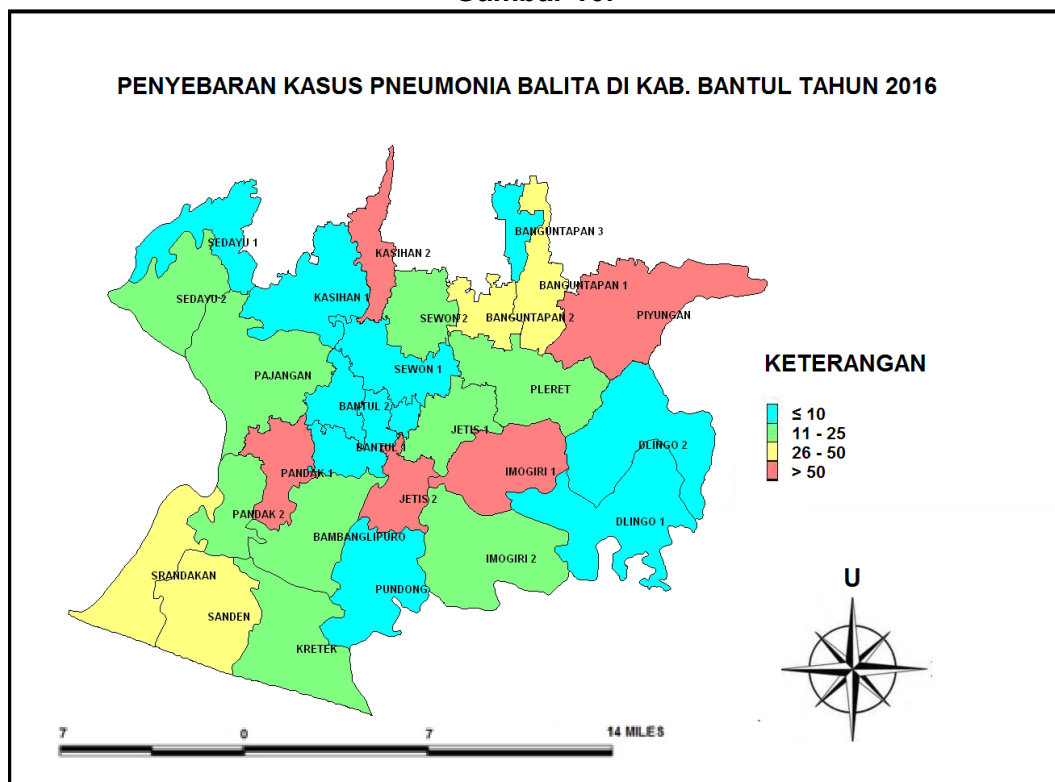 PENYEBARAN KASUS PNEUMONIA BALITA DI KAB. BANTUL TAHUN 2016
BANGUNTAPAN 3
SEDAYU 1
KASIHAN 2
BANGUNTAPAN 1
SEDAYU 2
KASIHAN 1
PIYUNGAN
SEWON 2
BANGUNTAPAN 2
KETERANGAN
SEWON 1
PAJANGAN
PLERET
BANTUL 2
≤ 10
11 - 25
JETIS 1
26 - 50
DLINGO 2
BANTUL 1
> 50
PANDAK 1
IMOGIRI 1
JETIS 2
PANDAK 2
DLINGO 1
BAMBANGLIPURO
IMOGIRI 2
SRANDAKAN
U
PUNDONG
SANDEN
KRETEK
7 0 7 14 MILES